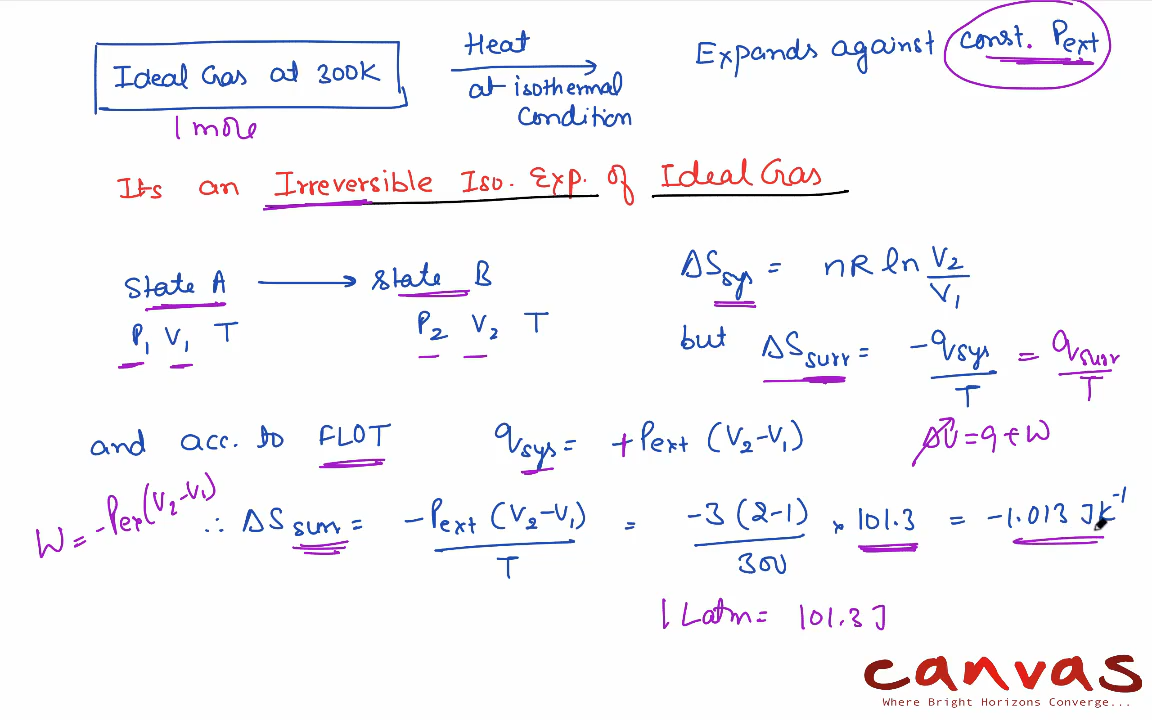 Ideal Gas at 300K
1 mole
Heat
at isothermal
Condition
Expands against const. Pext
Its an Irreversible Iso. Exp. of Ideal Gas
State A → State B
P₁ V₁ T
P₂ V₂ T
ΔSsys = nR ln V₂/V₁
but ΔSsurr = -qsys/T = qsurr/T
and acc. to FLOT qsys = +Pext (V₂-V₁)
ΔU = q + W
W = -Pex(V₂-V₁)
∴ ΔSsurr = -Pext (V₂-V₁)/T = -3 (2-1)/300 × 101.3 = -1.013 JK⁻¹
1 Latm = 101.3 J
canvas
Where Bright Horizons Converge...